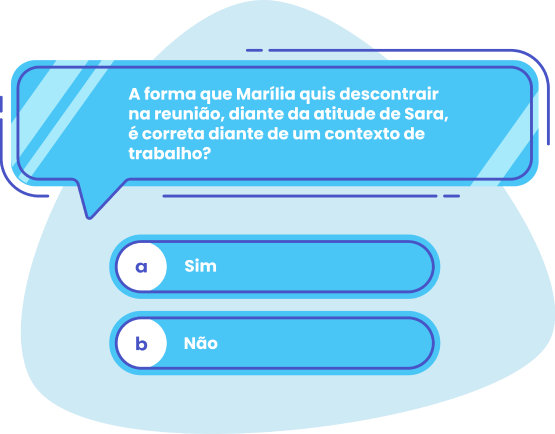 A forma que Marília quis descontrair
na reunião, diante da atitude de Sara,
é correta diante de um contexto de
trabalho?
a Sim
b Não